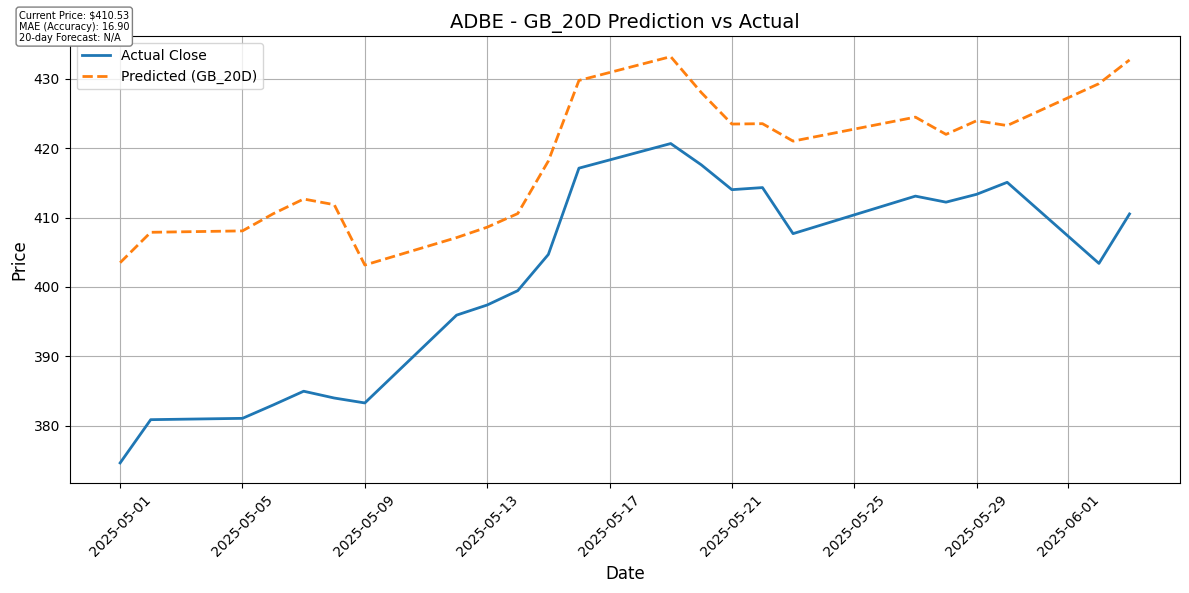 ADBE - GB_20D Prediction vs Actual
Current Price: $410.53
MAE (Accuracy): 16.90
20-day Forecast: N/A
Actual Close
Predicted (GB_20D)
Price
430
420
410
400
390
380
2025-05-01
2025-05-05
2025-05-09
2025-05-13
2025-05-17
2025-05-21
2025-05-25
2025-05-29
2025-06-01
Date